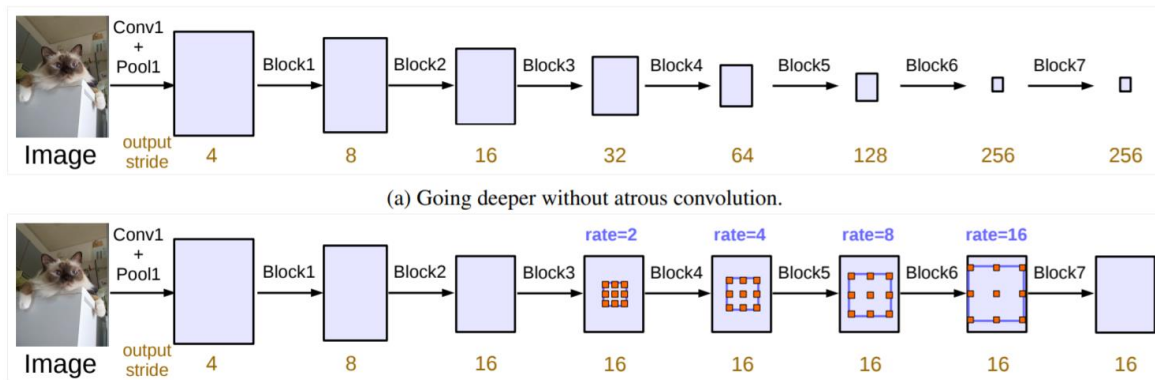 Conv1
+
Pool1
Block1 Block2 Block3 Block4 Block5 Block6 Block7
Image
output
stride
4 8 16 32 64 128 256 256
(a) Going deeper without atrous convolution.
rate=2 rate=4 rate=8 rate=16
Conv1
+
Pool1
Block1 Block2 Block3 Block4 Block5 Block6 Block7
Image
output
stride
4 8 16 16 16 16 16 16